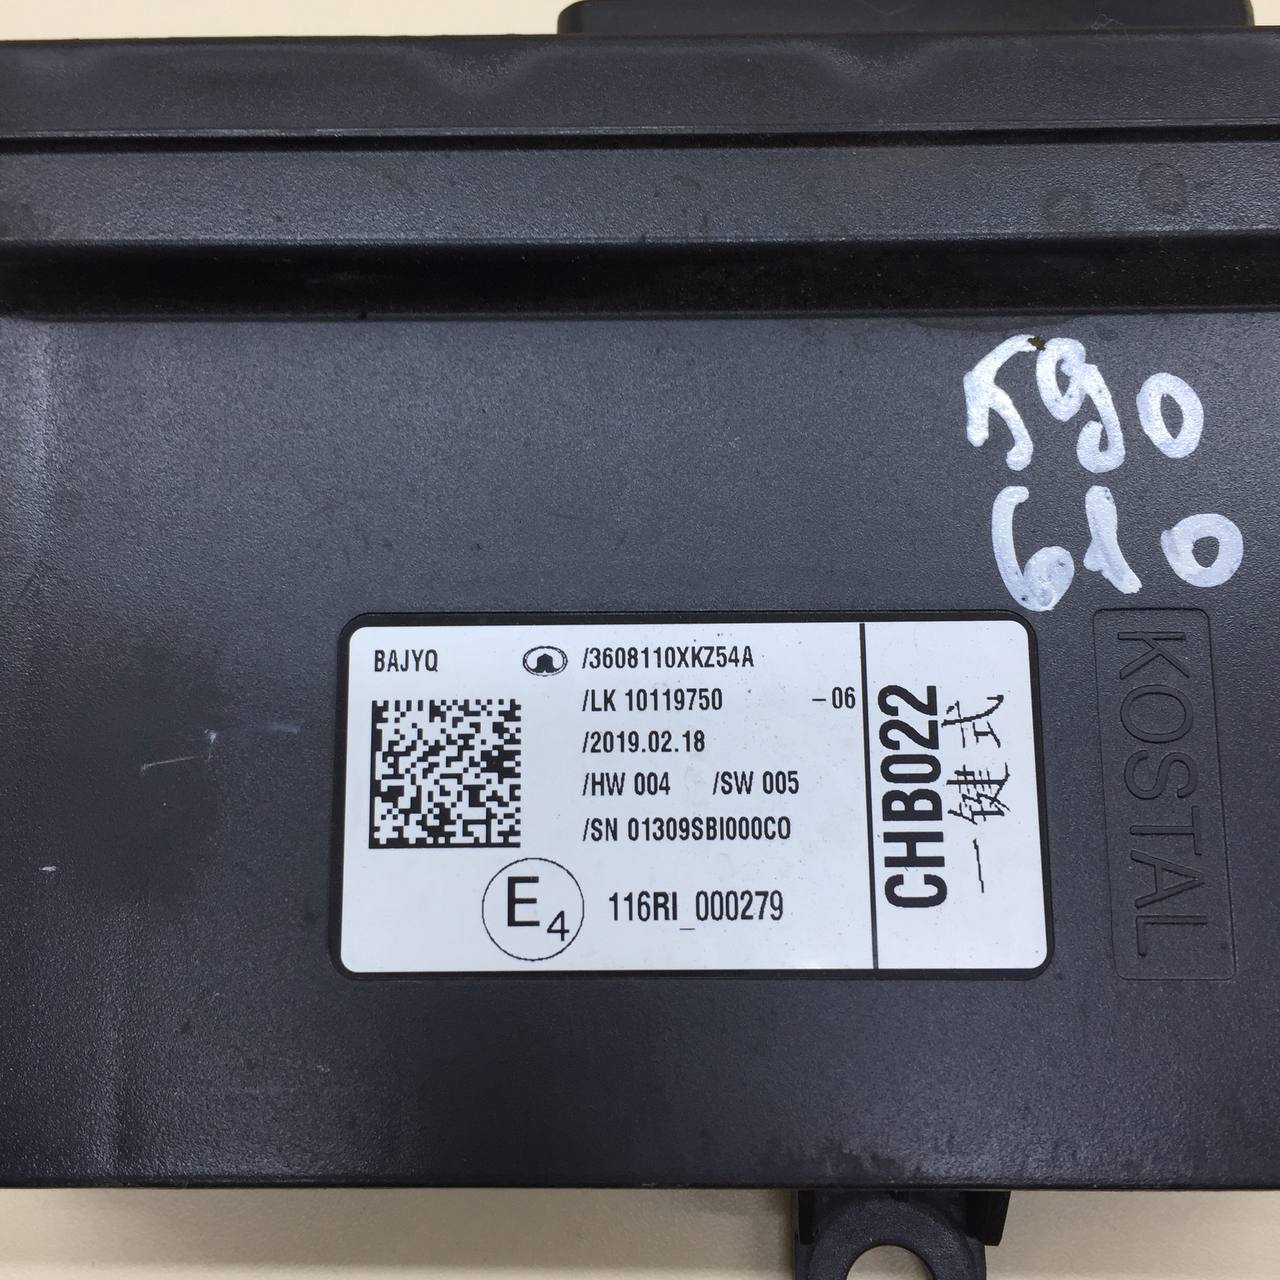 590
610
BAJYQ
/3608110XKZ54A
/LK 10119750 -06
/2019.02.18
/HW 004 /SW 005
/SN 01309SBI000CO
E4
116RI_000279
CHB022
一键式
KOSTAL